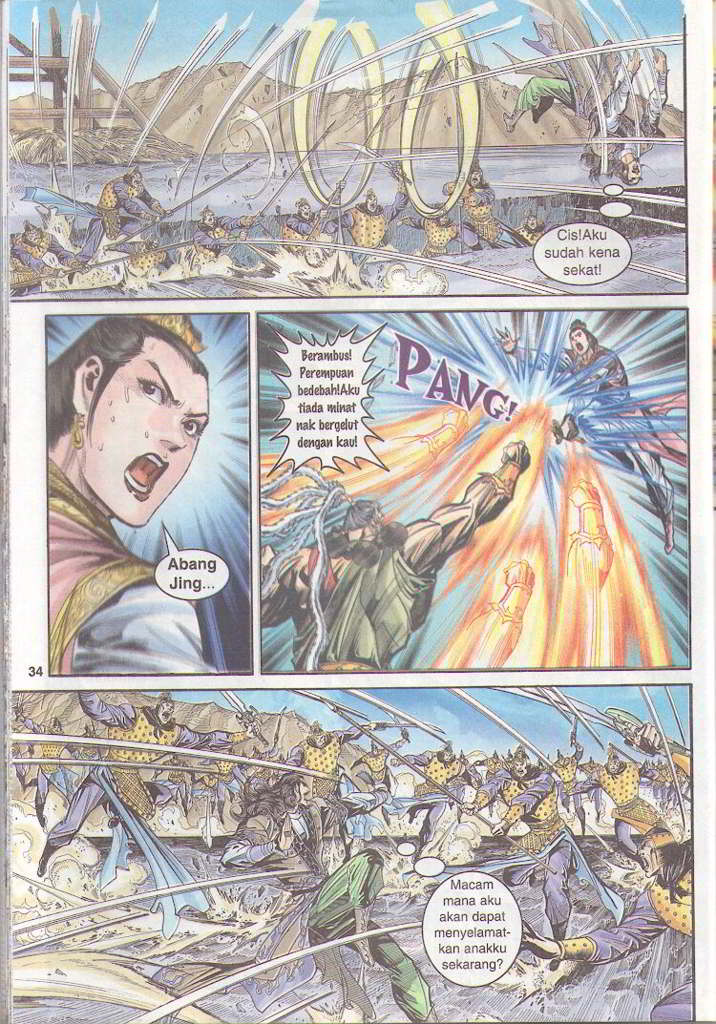 Cis!Aku
sudah kena
sekat!
Berambus!
Perempuan
bedebah!Aku
tiada minat
nak bergelut
dengan kau!
PANG!
Abang
Jing...
34
Macam
mana aku
akan dapat
menyelamat-
kan anakku
sekarang?